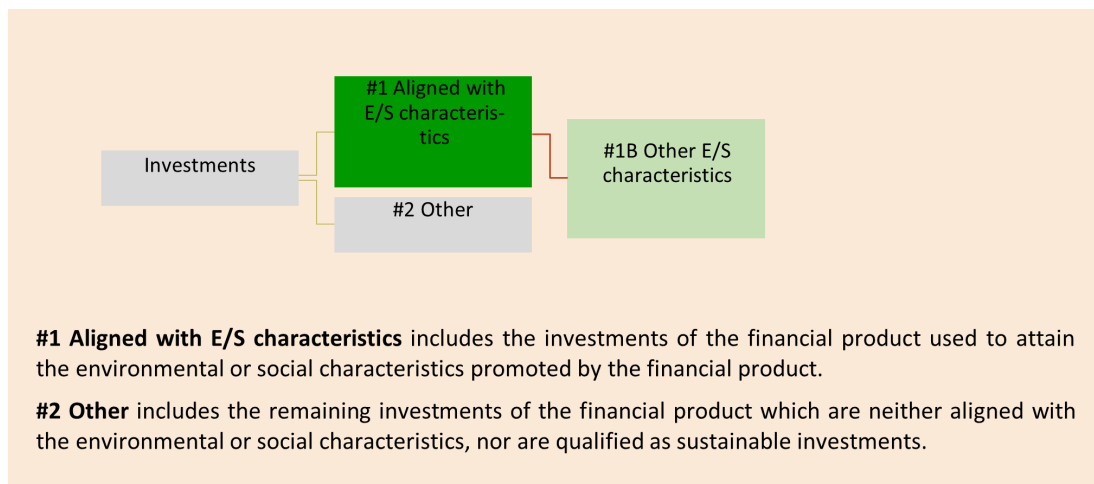 #1 Aligned with
E/S characteris-
tics
Investments
#1B Other E/S
characteristics
#2 Other
#1 Aligned with E/S characteristics includes the investments of the financial product used to attain
the environmental or social characteristics promoted by the financial product.
#2 Other includes the remaining investments of the financial product which are neither aligned with
the environmental or social characteristics, nor are qualified as sustainable investments.